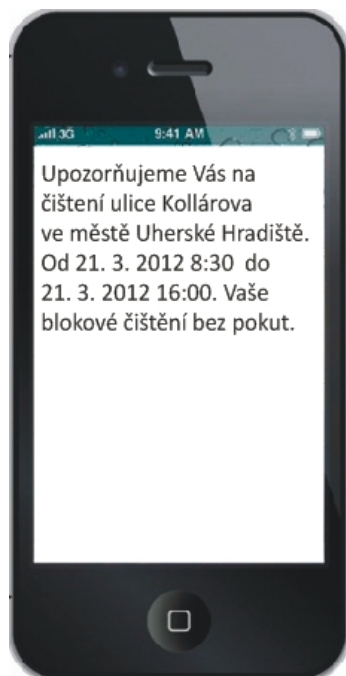 3G 9:41 AM
Upozorňujeme Vás na
čištení ulice Kollárova
ve městě Uherské Hradiště.
Od 21. 3. 2012 8:30 do
21. 3. 2012 16:00. Vaše
blokové čištění bez pokut.